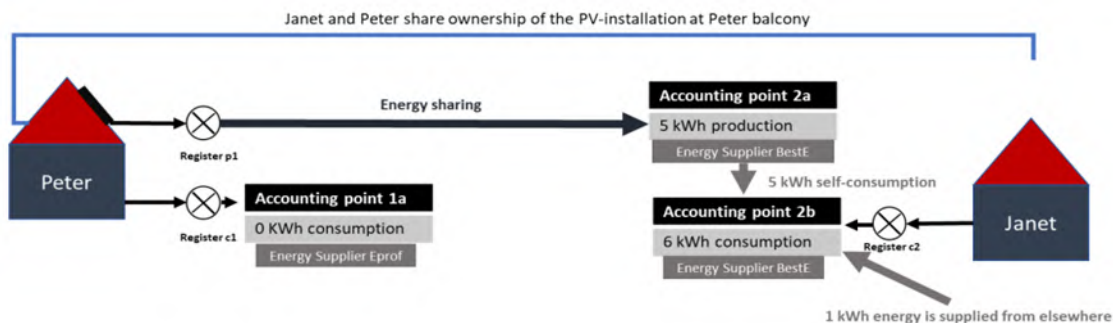 Janet and Peter share ownership of the PV-installation at Peter balcony
Energy sharing
Register p1
Peter
Register c1
Accounting point 1a
0 KWh consumption
Energy Supplier Eprof
Accounting point 2a
5 kWh production
Energy Supplier BestE
5 kWh self-consumption
Accounting point 2b
6 kWh consumption
Energy Supplier BestE
Register c2
Janet
1 kWh energy is supplied from elsewhere